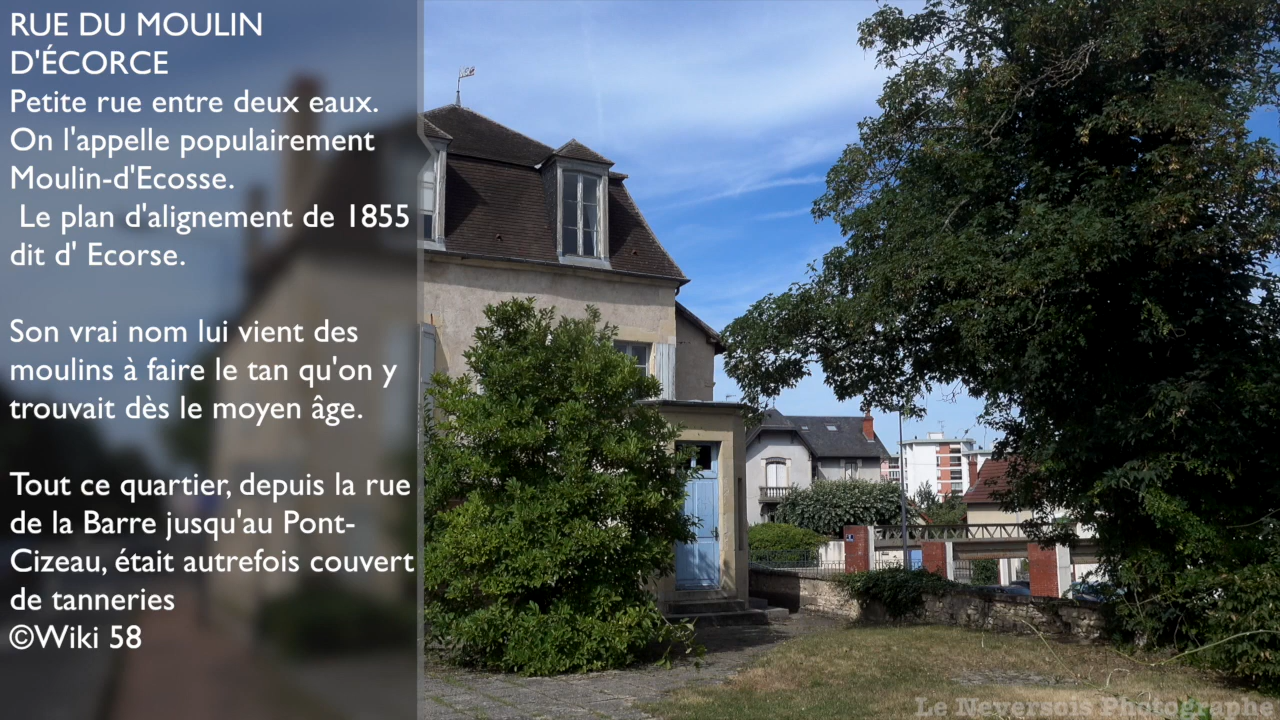 RUE DU MOULIN
D'ÉCORCE
Petite rue entre deux eaux.
On l'appelle populairement
Moulin-d'Ecosse.
Le plan d'alignement de 1855
dit d' Ecorse.
Son vrai nom lui vient des
moulins à faire le tan qu'on y
trouvait dès le moyen âge.
Tout ce quartier, depuis la rue
de la Barre jusqu'au Pont-
Cizeau, était autrefois couvert
de tanneries
©Wiki 58
Le Neversois Photographe